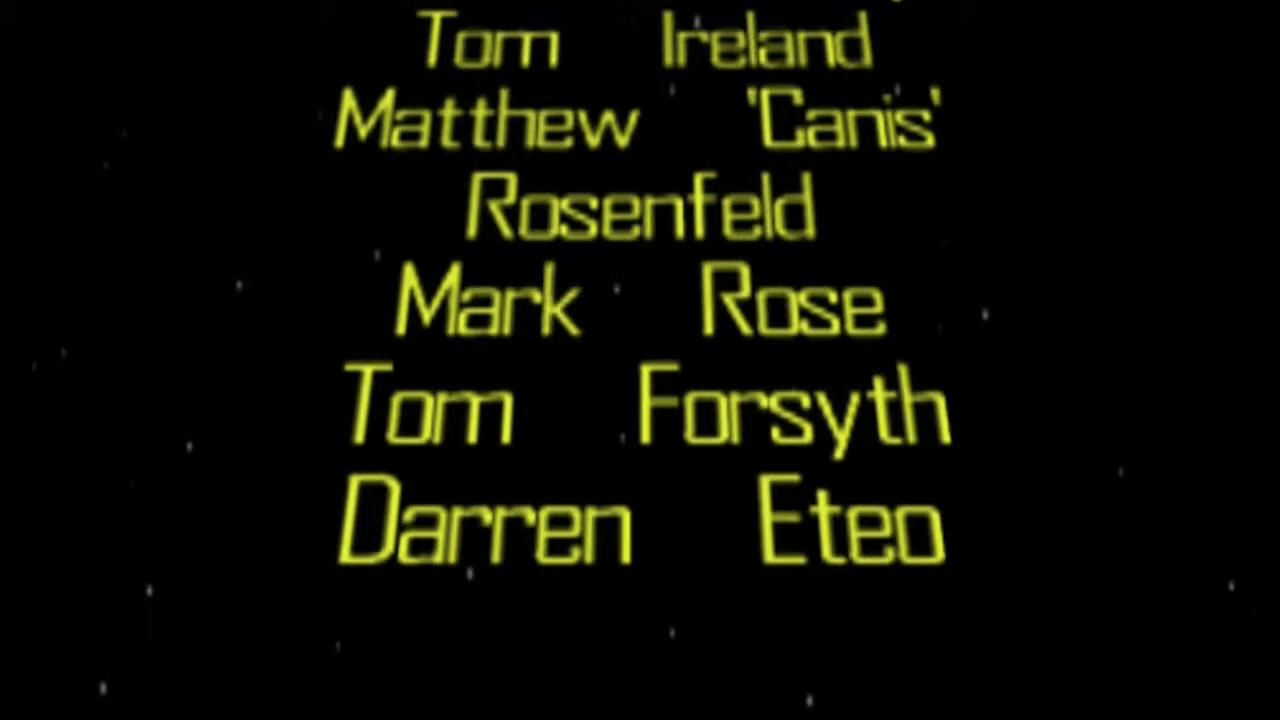 Tom Ireland
Matthew 'Canis'
Rosenfeld
Mark Rose
Tom Forsyth
Darren Eteo